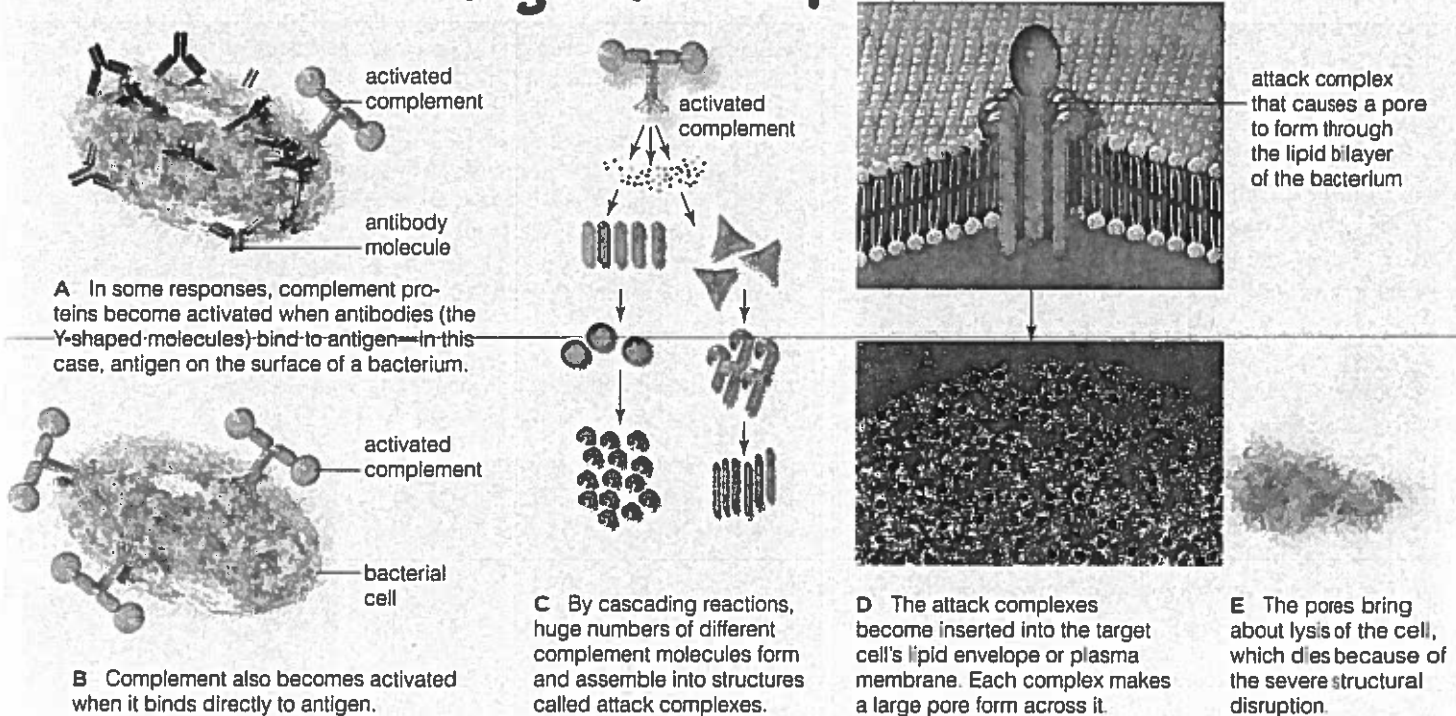 activated
complement
antibody
molecule
A In some responses, complement pro-
teins become activated when antibodies (the
Y-shaped molecules) bind to antigen—in this
case, antigen on the surface of a bacterium.
activated
complement
bacterial
cell
B Complement also becomes activated
when it binds directly to antigen.
activated
complement
C By cascading reactions,
huge numbers of different
complement molecules form
and assemble into structures
called attack complexes.
attack complex
that causes a pore
to form through
the lipid bilayer
of the bacterium
D The attack complexes
become inserted into the target
cell's lipid envelope or plasma
membrane. Each complex makes
a large pore form across it.
E The pores bring
about lysis of the cell,
which dies because of
the severe structural
disruption.